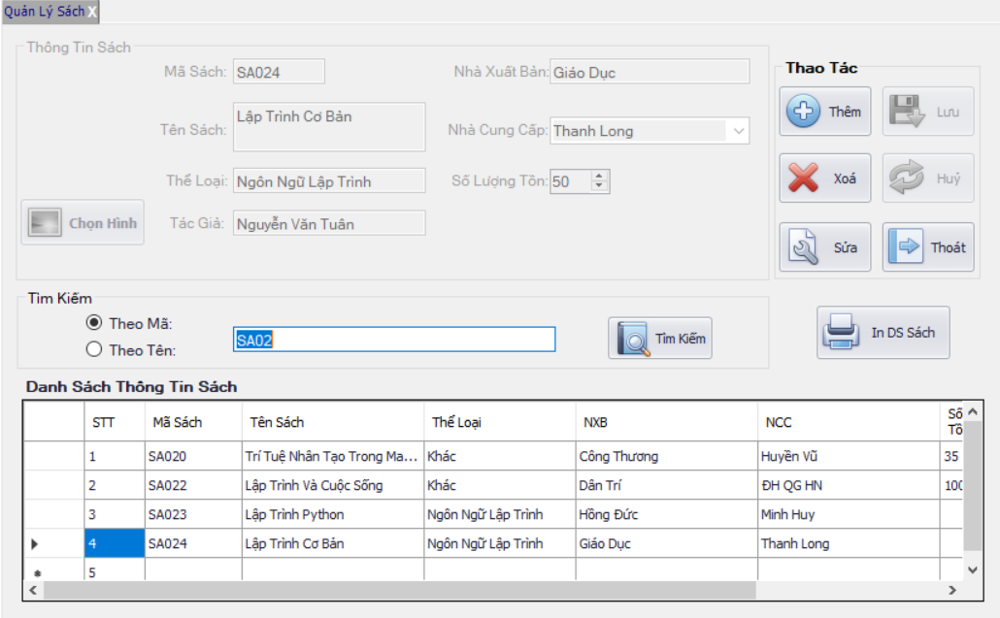 Quản Lý Sách X
Thông Tin Sách
Mã Sách: SA024
Nhà Xuất Bản: Giáo Dục
Tên Sách: Lập Trình Cơ Bản
Nhà Cung Cấp: Thanh Long
Thể Loại: Ngôn Ngữ Lập Trình
Số Lượng Tồn: 50
Chọn Hình
Tác Giả: Nguyễn Văn Tuân
Thao Tác
Thêm
Lưu
Xoá
Huỷ
Sửa
Thoát
Tìm Kiếm
Theo Mã:
Theo Tên:
SA02
Tìm Kiếm
In DS Sách
Danh Sách Thông Tin Sách
STT Mã Sách Tên Sách Thể Loại NXB NCC Số
1 SA020 Trí Tuệ Nhân Tạo Trong Ma... Khác Công Thương Huyền Vũ 35
2 SA022 Lập Trình Và Cuộc Sống Khác Dân Trí ĐH QG HN 100
3 SA023 Lập Trình Python Ngôn Ngữ Lập Trình Hồng Đức Minh Huy
4 SA024 Lập Trình Cơ Bản Ngôn Ngữ Lập Trình Giáo Dục Thanh Long
5